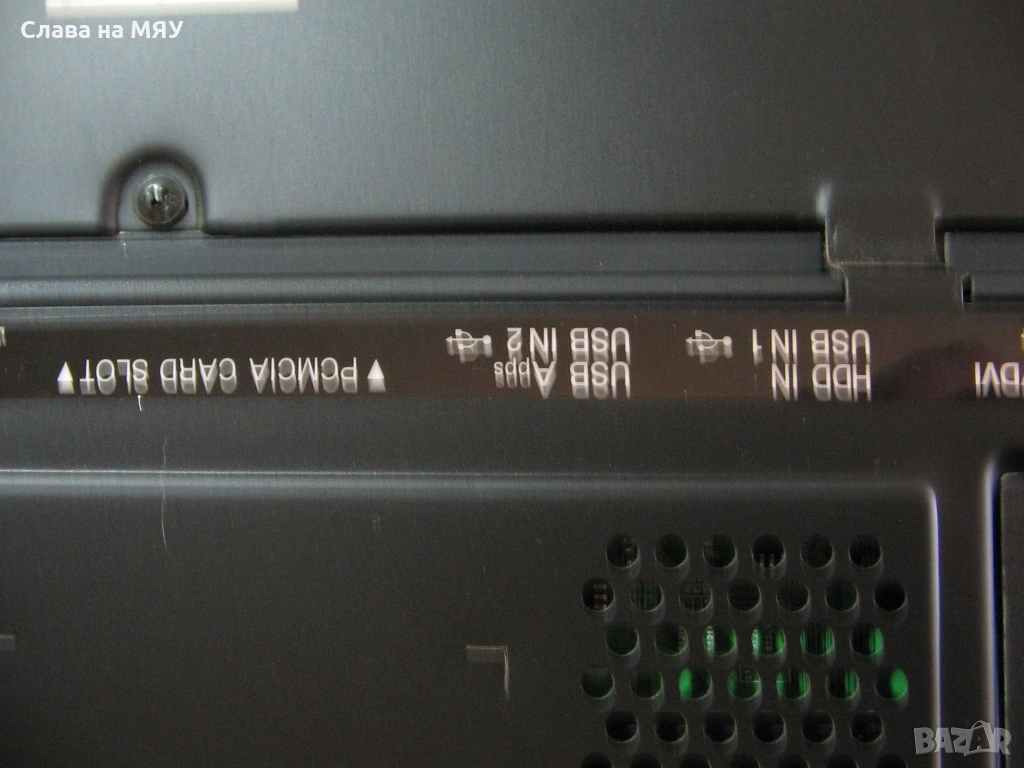 Слава на МЯУ
USB IN 2
USB Apps
USB IN 1
HDD IN
/DVI
PCMCIA CARD SLOT
BAZAR